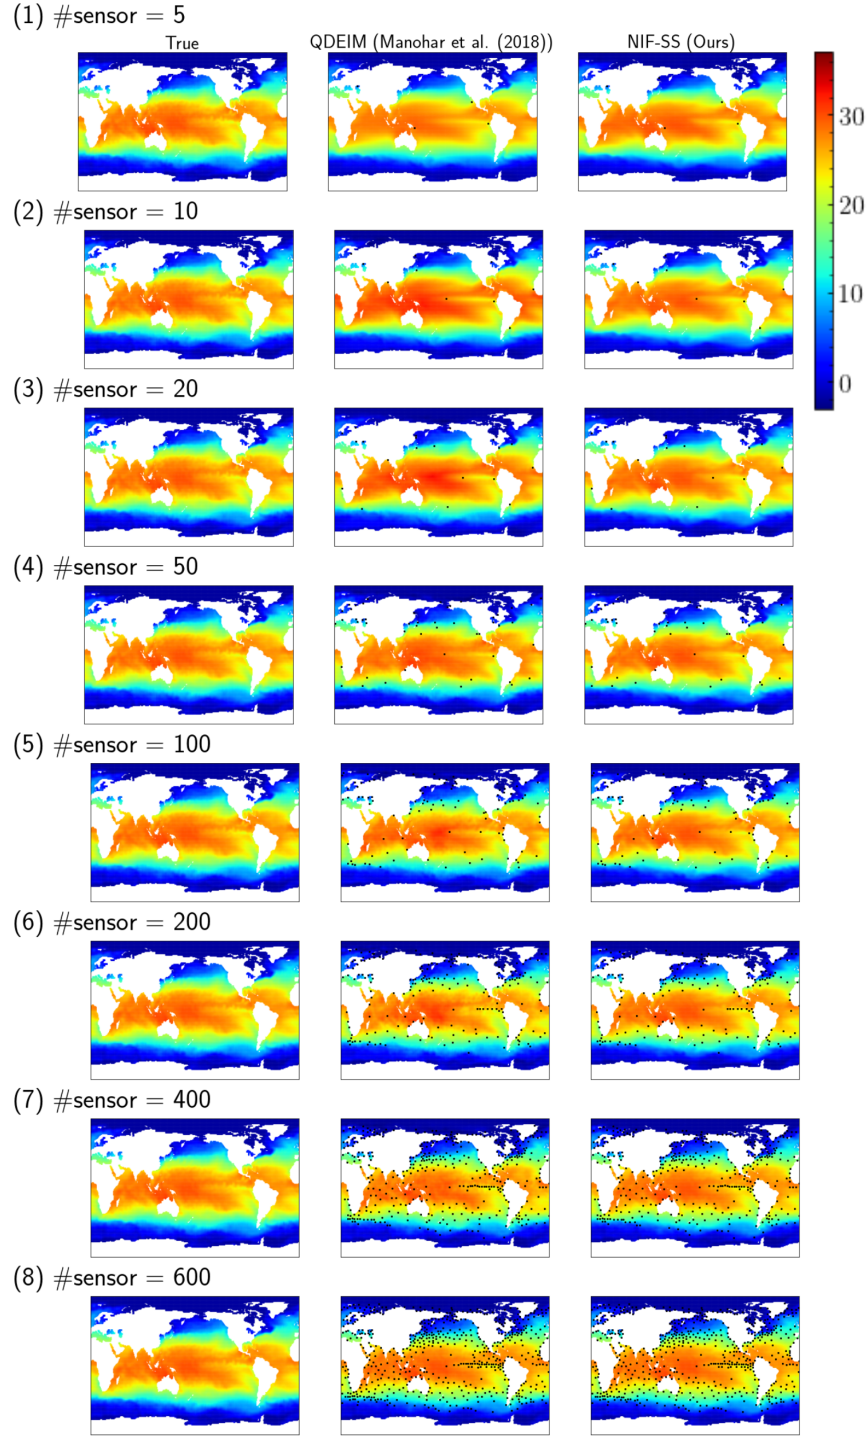 (1) #sensor = 5
True
QDEIM (Manohar et al. (2018))
NIF-SS (Ours)
30
20
10
0
(2) #sensor = 10
(3) #sensor = 20
(4) #sensor = 50
(5) #sensor = 100
(6) #sensor = 200
(7) #sensor = 400
(8) #sensor = 600